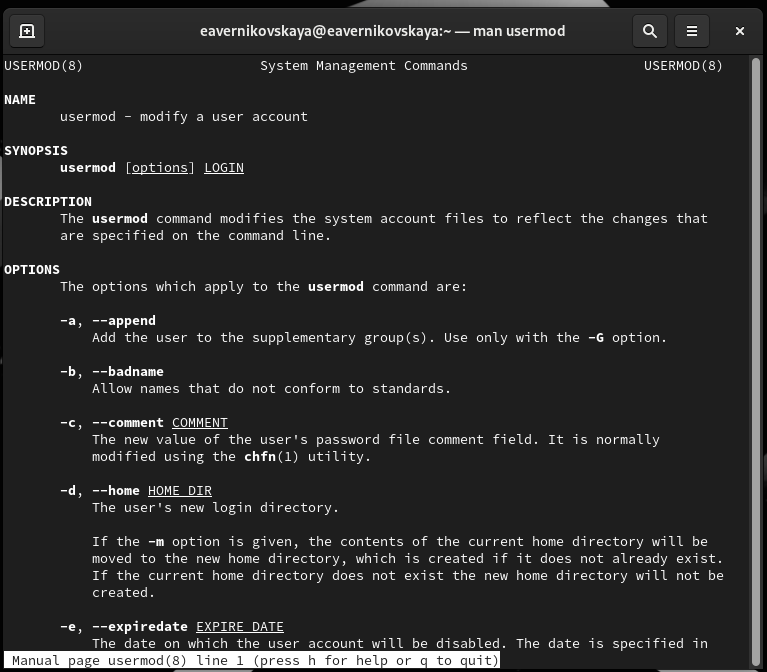 eavernikovskaya@eavernikovskaya:~ — man usermod
USERMOD(8) System Management Commands USERMOD(8)
NAME
usermod - modify a user account
SYNOPSIS
usermod [options] LOGIN
DESCRIPTION
The usermod command modifies the system account files to reflect the changes that
are specified on the command line.
OPTIONS
The options which apply to the usermod command are:
-a, --append
Add the user to the supplementary group(s). Use only with the -G option.
-b, --badname
Allow names that do not conform to standards.
-c, --comment COMMENT
The new value of the user's password file comment field. It is normally
modified using the chfn(1) utility.
-d, --home HOME_DIR
The user's new login directory.
If the -m option is given, the contents of the current home directory will be
moved to the new home directory, which is created if it does not already exist.
If the current home directory does not exist the new home directory will not be
created.
-e, --expiredate EXPIRE_DATE
The date on which the user account will be disabled. The date is specified in
Manual page usermod(8) line 1 (press h for help or q to quit)